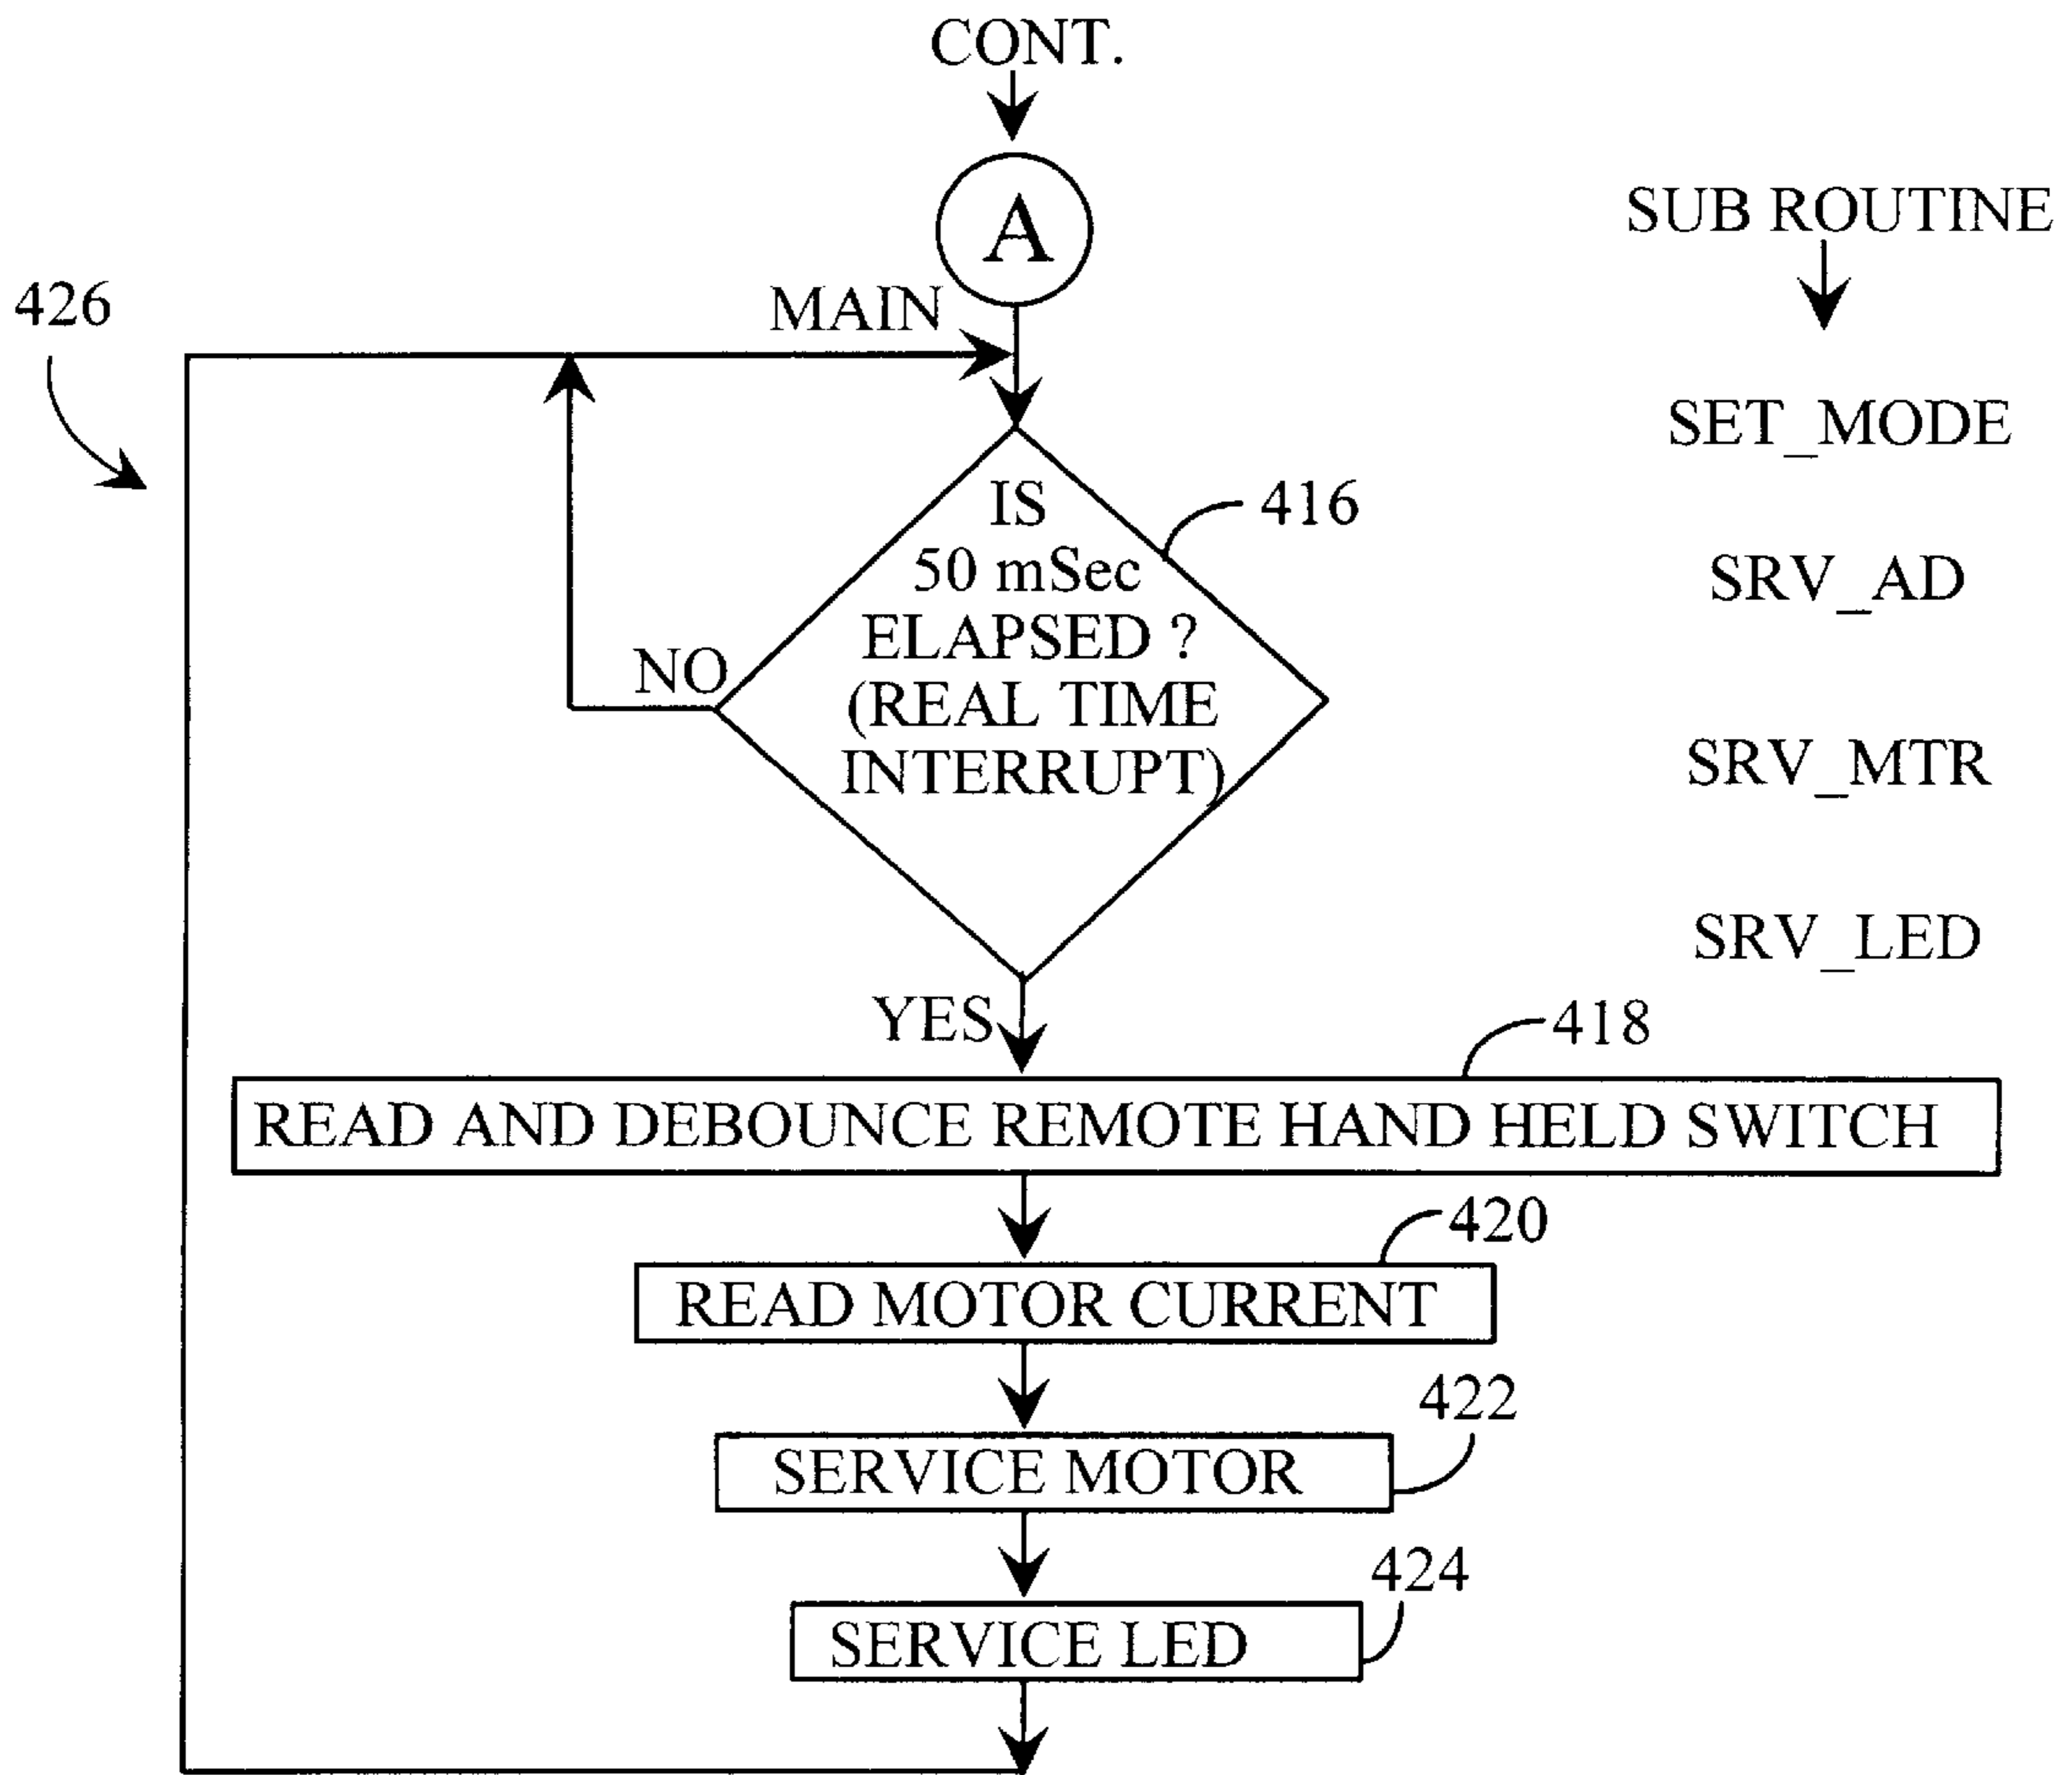 CONT.
A
SUB ROUTINE
426
MAIN
SET_MODE
IS
416
50 mSec
SRV_AD
ELAPSED ?
NO
(REAL TIME
INTERRUPT)
SRV_MTR
SRV_LED
YES
418
READ AND DEBOUNCE REMOTE HAND HELD SWITCH
420
READ MOTOR CURRENT
422
SERVICE MOTOR
424
SERVICE LED